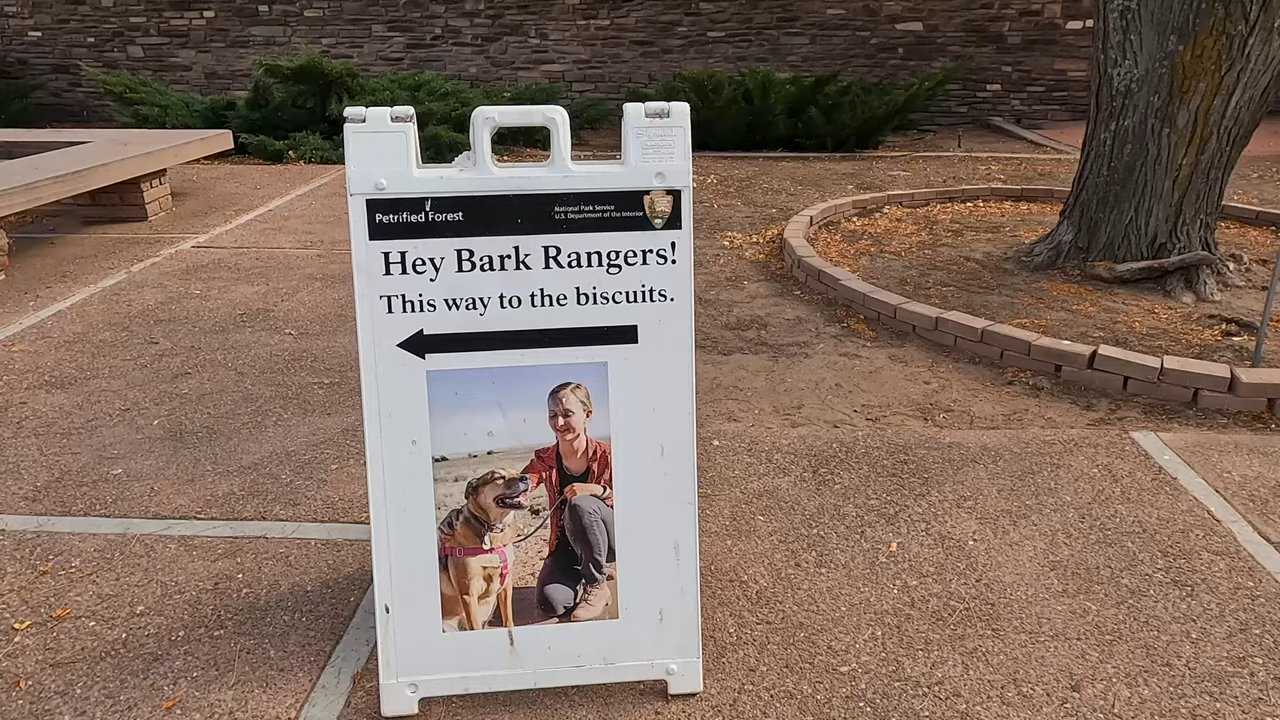 Petrified Forest
National Park Service
U.S. Department of the Interior
Hey Bark Rangers!
This way to the biscuits.